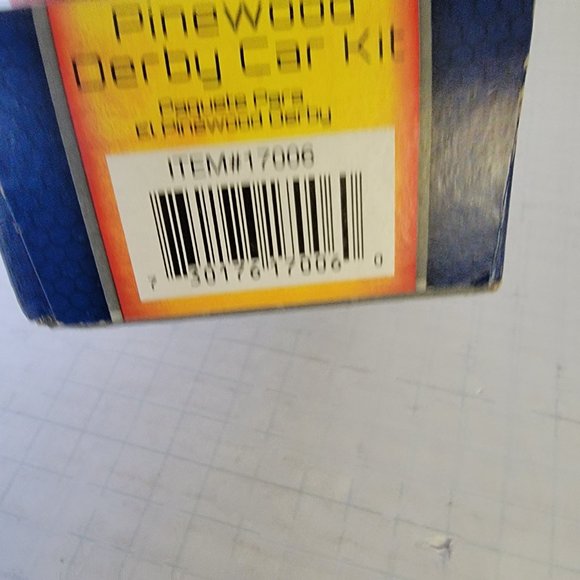 Pinewood
Derby Car Kit
Paquete Para
El Pinewood Derby
ITEM#17006
7 30176 17006 0